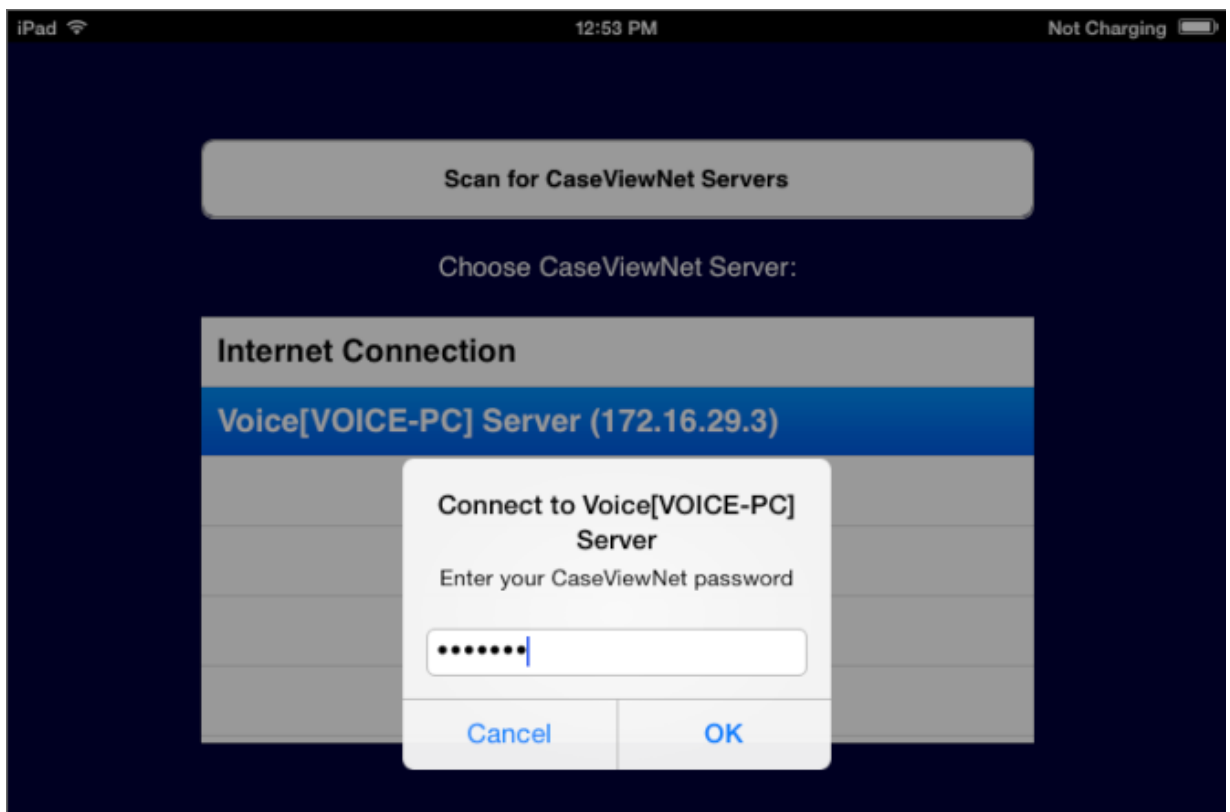 iPad 12:53 PM Not Charging
Scan for CaseViewNet Servers
Choose CaseViewNet Server:
Internet Connection
Voice[VOICE-PC] Server (172.16.29.3)
Connect to Voice[VOICE-PC]
Server
Enter your CaseViewNet password
•••••••
Cancel OK